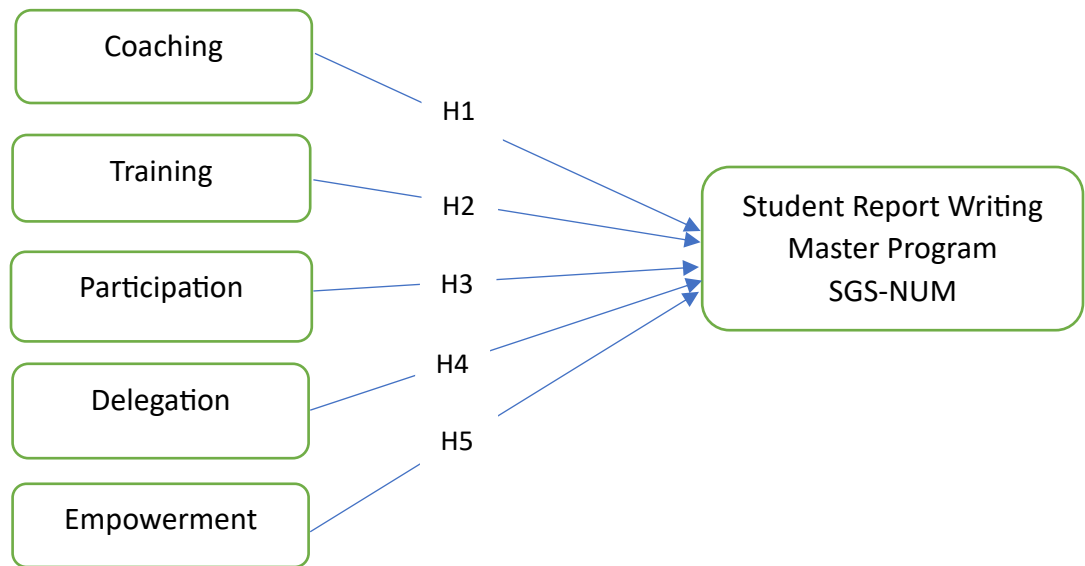 Coaching
H1
Training
H2
Participation
H3
Delegation
H4
Empowerment
H5
Student Report Writing
Master Program
SGS-NUM